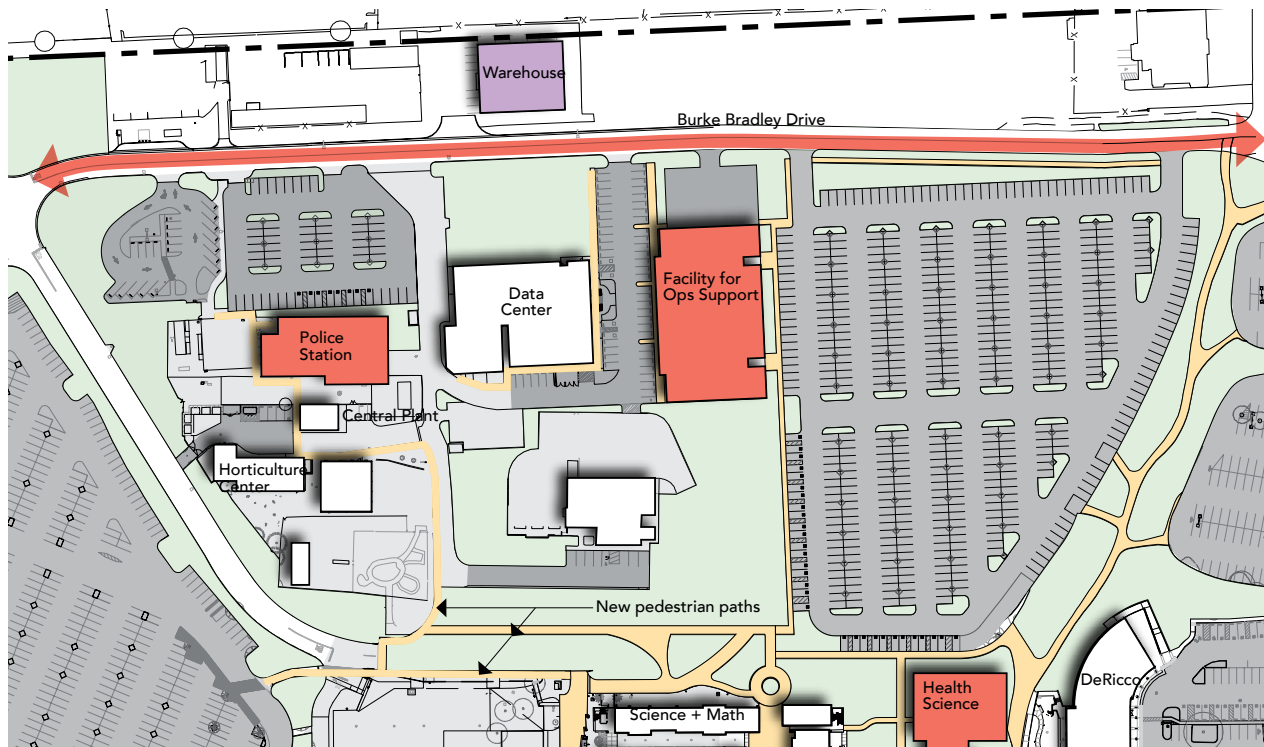 Warehouse
Burke Bradley Drive
Data
Center
Facility for
Ops Support
Police
Station
Central Plant
Horticulture
Center
New pedestrian paths
DeRicco
Health
Science
Science + Math